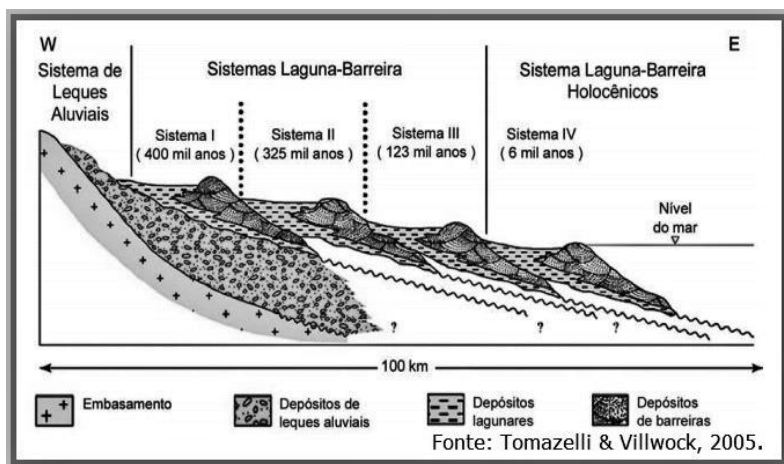 W
E
Sistema de
Leques
Aluviais
Sistemas Laguna-Barreira
Sistema Laguna-Barreira
Holocênicos
Sistema I
( 400 mil anos )
Sistema II
( 325 mil anos )
Sistema III
( 123 mil anos )
Sistema IV
( 6 mil anos )
Nível
do mar
?
?
?
100 km
Embasamento
Depósitos de
leques aluviais
Depósitos
lagunares
Depósitos
de barreiras
Fonte: Tomazelli & Villwock, 2005.